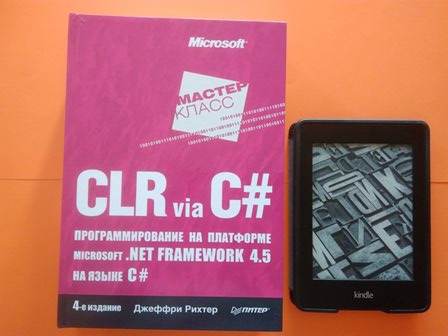 Microsoft
МАСТЕР
КЛАСС
CLR via C#
ПРОГРАММИРОВАНИЕ НА ПЛАТФОРМЕ
MICROSOFT .NET FRAMEWORK 4.5
НА ЯЗЫКЕ C#
4-е издание Джеффри Рихтер ПИТЕР
kindle